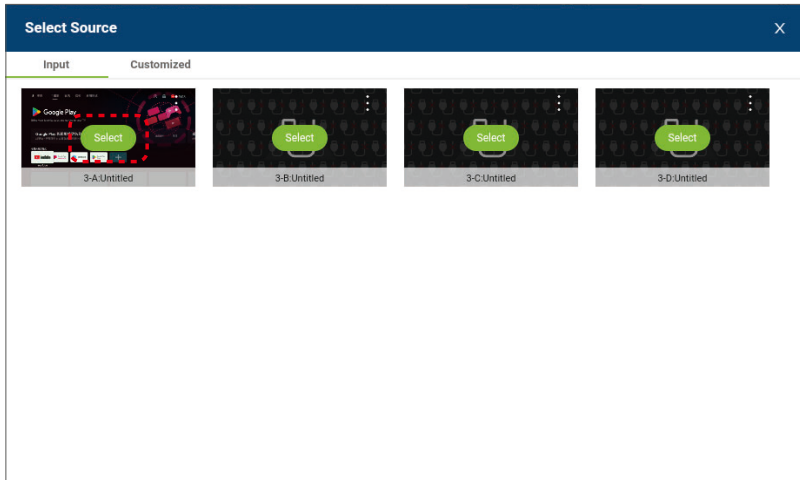 Select Source X
Input Customized
Google Play
Select Select Select Select
3-A:Untitled 3-B:Untitled 3-C:Untitled 3-D:Untitled